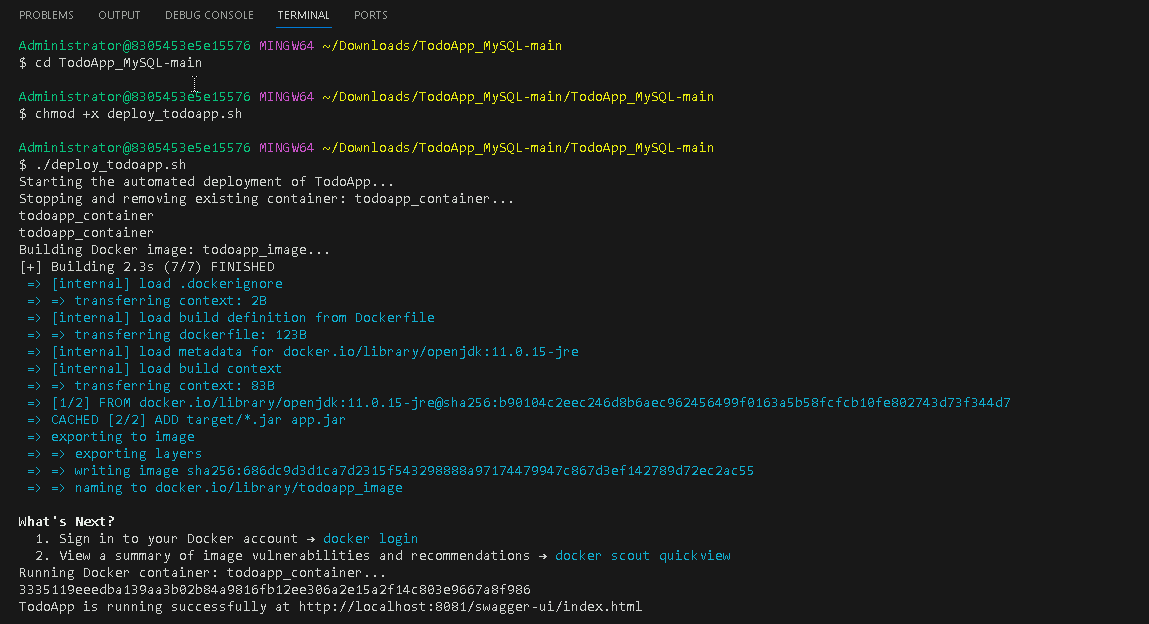 PROBLEMS OUTPUT DEBUG CONSOLE TERMINAL PORTS
Administrator@8305453e5e15576 MINGW64 ~/Downloads/TodoApp_MySQL-main
$ cd TodoApp_MySQL-main
Administrator@8305453e5e15576 MINGW64 ~/Downloads/TodoApp_MySQL-main/TodoApp_MySQL-main
$ chmod +x deploy_todoapp.sh
Administrator@8305453e5e15576 MINGW64 ~/Downloads/TodoApp_MySQL-main/TodoApp_MySQL-main
$ ./deploy_todoapp.sh
Starting the automated deployment of TodoApp...
Stopping and removing existing container: todoapp_container...
todoapp_container
todoapp_container
Building Docker image: todoapp_image...
[+] Building 2.3s (7/7) FINISHED
=> [internal] load .dockerignore
=> => transferring context: 2B
=> [internal] load build definition from Dockerfile
=> => transferring dockerfile: 123B
=> [internal] load metadata for docker.io/library/openjdk:11.0.15-jre
=> [internal] load build context
=> => transferring context: 83B
=> [1/2] FROM docker.io/library/openjdk:11.0.15-jre@sha256:b90104c2eec246d8b6aec962456499f0163a5b58fcfcb10fe802743d73f344d7
=> CACHED [2/2] ADD target/*.jar app.jar
=> exporting to image
=> => exporting layers
=> => writing image sha256:686dc9d3d1ca7d2315f543298888a97174479947c867d3ef142789d72ec2ac55
=> => naming to docker.io/library/todoapp_image
What's Next?
1. Sign in to your Docker account → docker login
2. View a summary of image vulnerabilities and recommendations → docker scout quickview
Running Docker container: todoapp_container...
3335119eeedba139aa3b02b84a9816fb12ee306a2e15a2f14c803e9667a8f986
TodoApp is running successfully at http://localhost:8081/swagger-ui/index.html